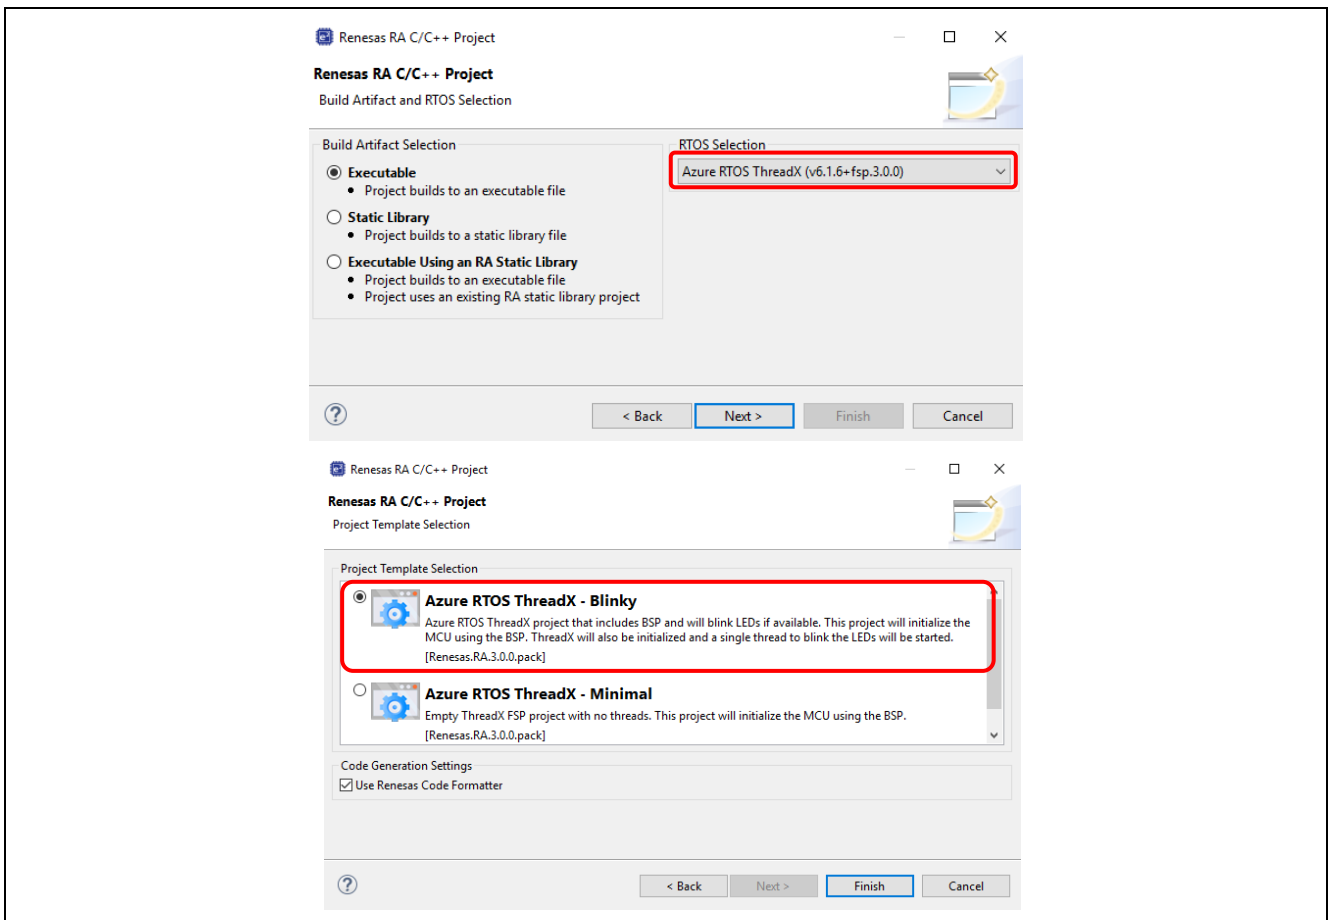 Renesas RA C/C++ Project
Renesas RA C/C++ Project
Build Artifact and RTOS Selection
Build Artifact Selection
Executable
• Project builds to an executable file
Static Library
• Project builds to a static library file
Executable Using an RA Static Library
• Project builds to an executable file
• Project uses an existing RA static library project
RTOS Selection
Azure RTOS ThreadX (v6.1.6+fsp.3.0.0)
?
< Back
Next >
Finish
Cancel
Renesas RA C/C++ Project
Renesas RA C/C++ Project
Project Template Selection
Project Template Selection
Azure RTOS ThreadX - Blinky
Azure RTOS ThreadX project that includes BSP and will blink LEDs if available. This project will initialize the
MCU using the BSP. ThreadX will also be initialized and a single thread to blink the LEDs will be started.
[Renesas.RA.3.0.0.pack]
Azure RTOS ThreadX - Minimal
Empty ThreadX FSP project with no threads. This project will initialize the MCU using the BSP.
[Renesas.RA.3.0.0.pack]
Code Generation Settings
Use Renesas Code Formatter
?
< Back
Next >
Finish
Cancel